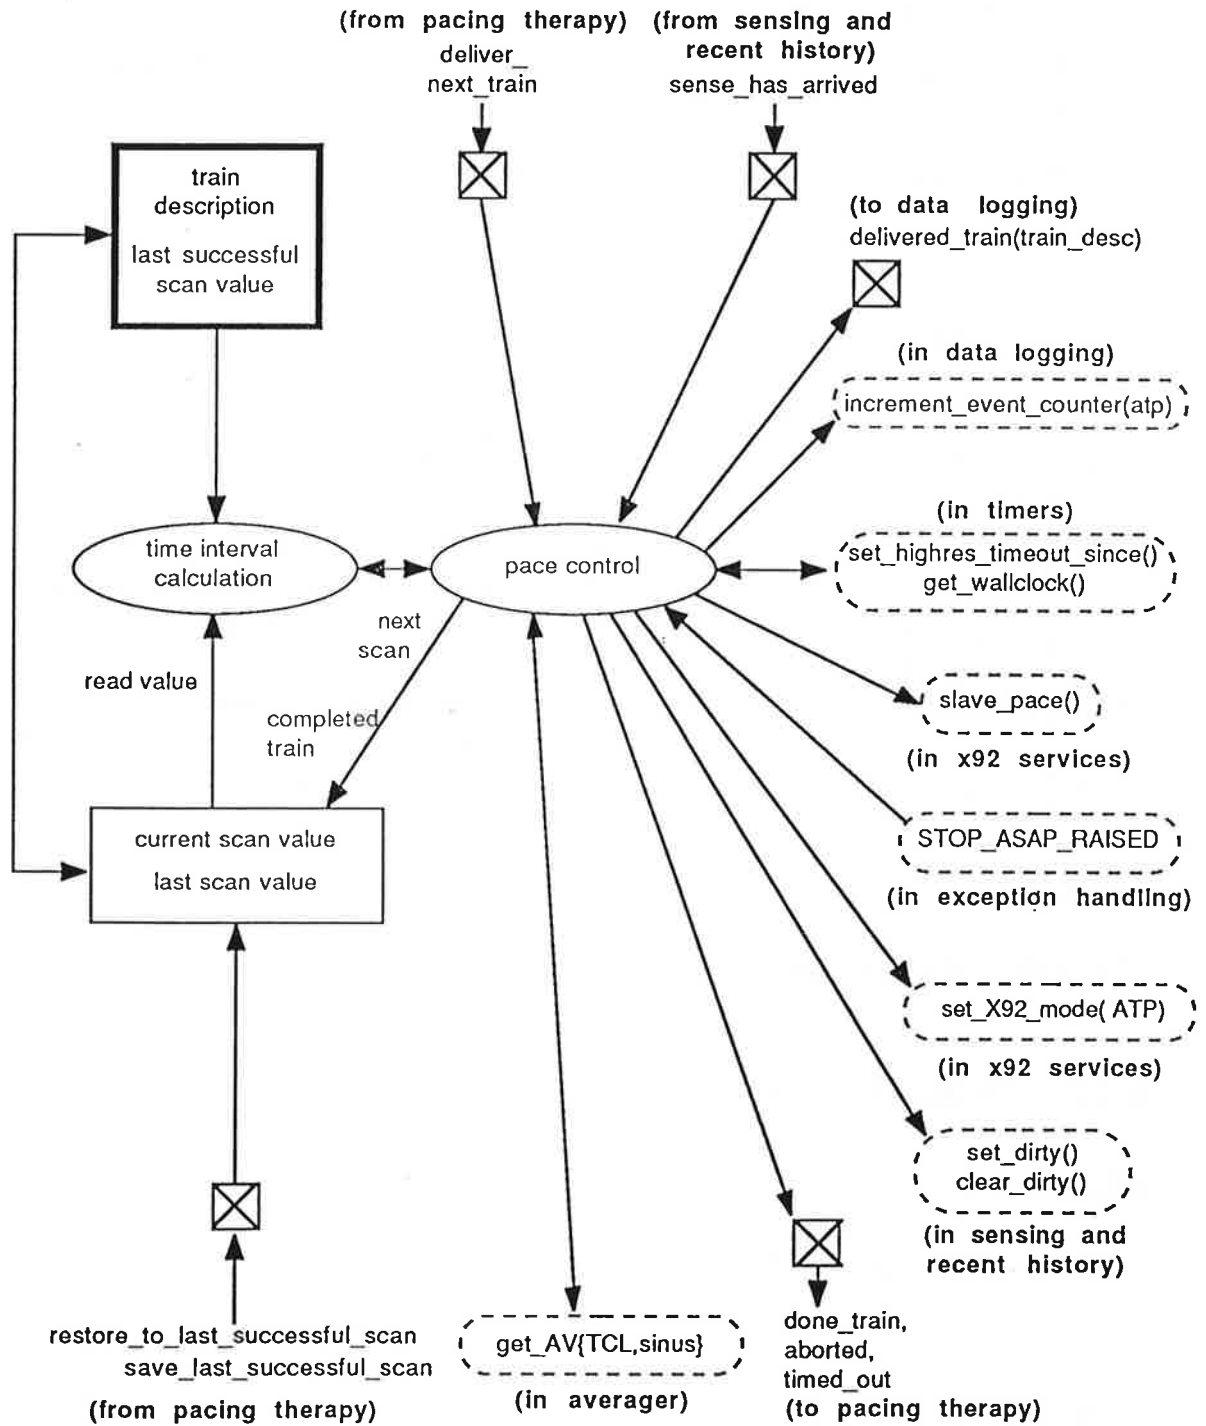 (from pacing therapy)
deliver_
next_train
(from sensing and
recent history)
sense_has_arrived
train
description
last successful
scan value
(to data logging)
delivered_train(train_desc)
(in data logging)
increment_event_counter(atp)
(in timers)
set_highres_timeout_since()
get_wallclock()
time interval
calculation
pace control
next
scan
read value
completed
train
slave_pace()
(in x92 services)
current scan value
last scan value
STOP_ASAP_RAISED
(in exception handling)
set_X92_mode( ATP)
(in x92 services)
set_dirty()
clear_dirty()
(in sensing and
recent history)
restore_to_last_successful_scan
save_last_successful_scan
(from pacing therapy)
get_AV{TCL,sinus}
(in averager)
done_train,
aborted,
timed_out
(to pacing therapy)